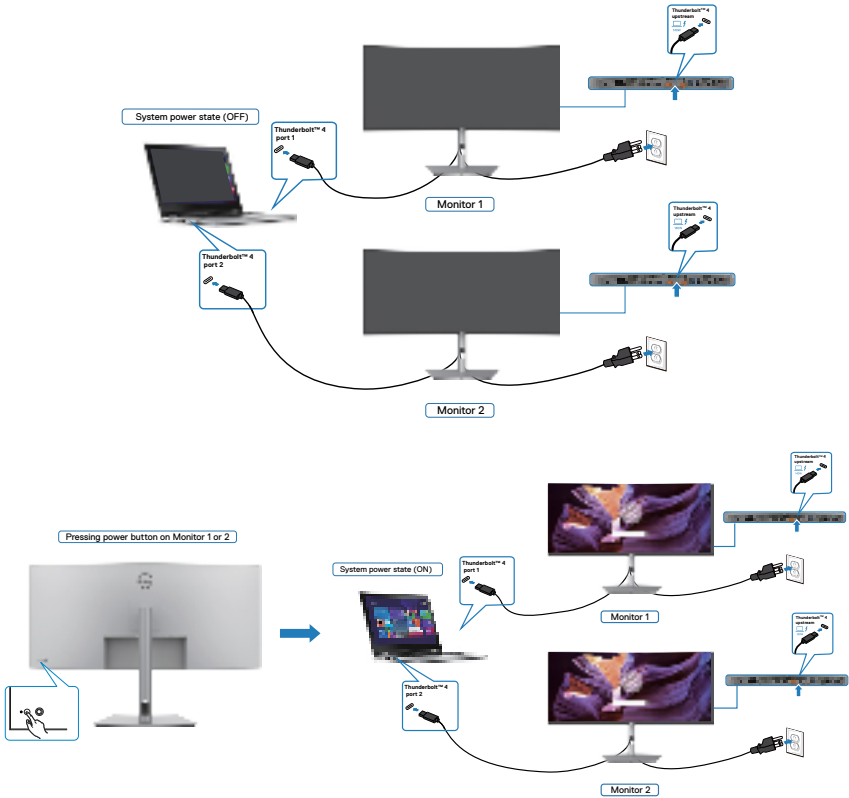 Thunderbolt™ 4
upstream
System power state (OFF)
Thunderbolt™ 4
port 1
Monitor 1
Thunderbolt™ 4
upstream
Thunderbolt™ 4
port 2
Monitor 2
Thunderbolt™ 4
upstream
Pressing power button on Monitor 1 or 2
System power state (ON)
Thunderbolt™ 4
port 1
Monitor 1
Thunderbolt™ 4
upstream
Thunderbolt™ 4
port 2
Monitor 2